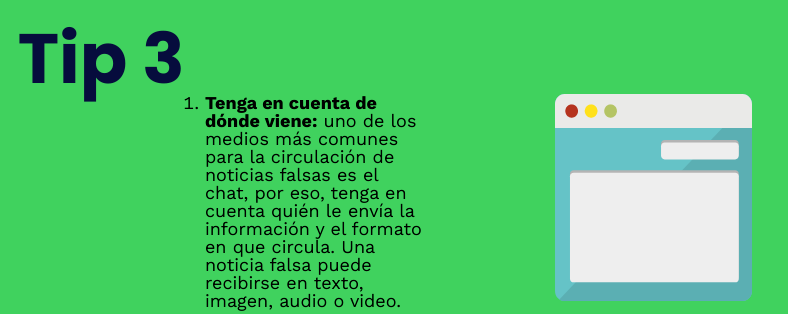 Tip 3
1. Tenga en cuenta de
dónde viene: uno de los
medios más comunes
para la circulación de
noticias falsas es el
chat, por eso, tenga en
cuenta quién le envía la
información y el formato
en que circula. Una
noticia falsa puede
recibirse en texto,
imagen, audio o video.